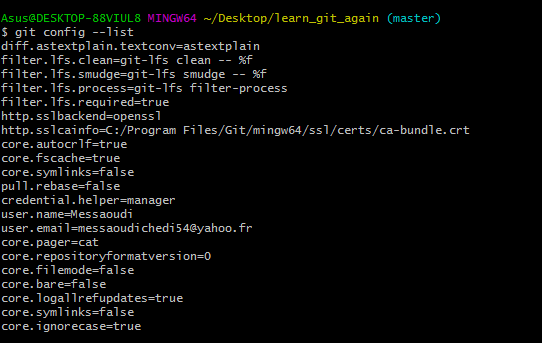 Asus@DESKTOP-88VIUL8 MINGW64 ~/Desktop/learn_git_again (master)
$ git config --list
diff.astextplain.textconv=astextplain
filter.lfs.clean=git-lfs clean -- %f
filter.lfs.smudge=git-lfs smudge -- %f
filter.lfs.process=git-lfs filter-process
filter.lfs.required=true
http.sslbackend=openssl
http.sslcainfo=C:/Program Files/Git/mingw64/ssl/certs/ca-bundle.crt
core.autocrlf=true
core.fscache=true
core.symlinks=false
pull.rebase=false
credential.helper=manager
user.name=Messaoudi
user.email=messaoudichedi54@yahoo.fr
core.pager=cat
core.repositoryformatversion=0
core.filemode=false
core.bare=false
core.logallrefupdates=true
core.symlinks=false
core.ignorecase=true